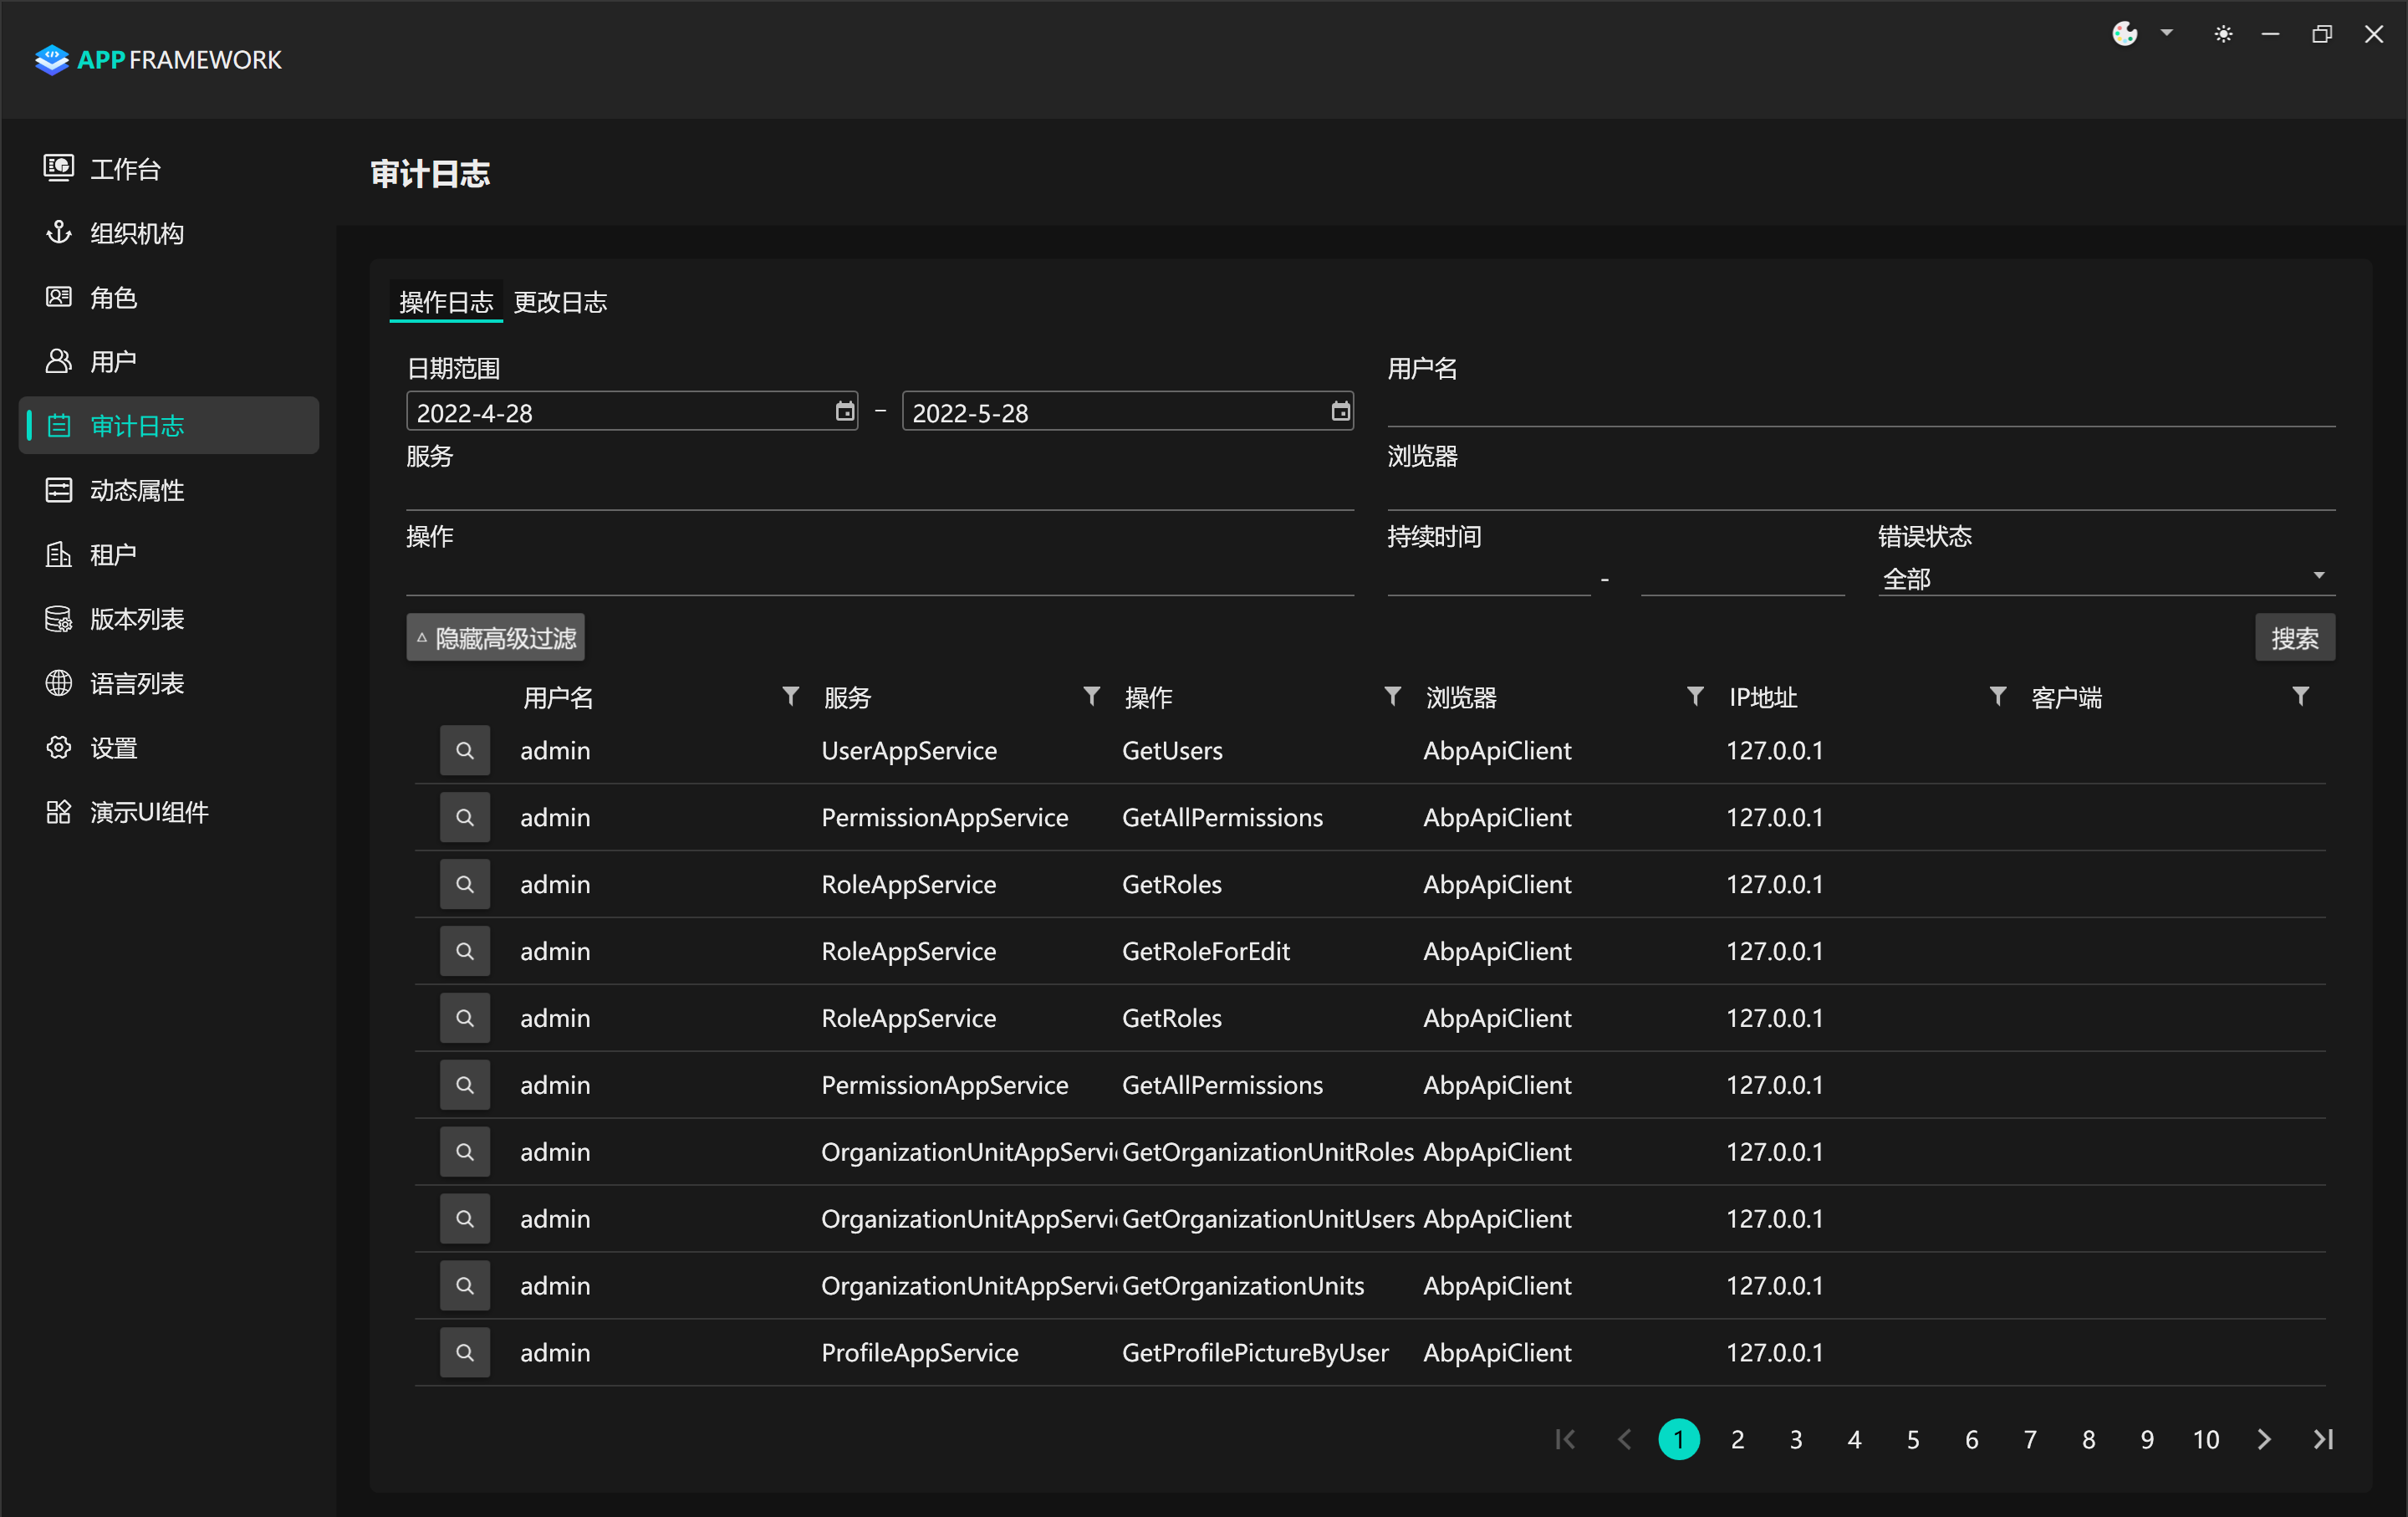 APP FRAMEWORK
工作台
组织机构
角色
用户
审计日志
动态属性
租户
版本列表
语言列表
设置
演示UI组件
审计日志
操作日志 更改日志
日期范围 用户名
2022-4-28 – 2022-5-28
服务 浏览器
操作 持续时间 错误状态
- 全部
隐藏高级过滤 搜索
用户名 服务 操作 浏览器 IP地址 客户端
admin UserAppService GetUsers AbpApiClient 127.0.0.1
admin PermissionAppService GetAllPermissions AbpApiClient 127.0.0.1
admin RoleAppService GetRoles AbpApiClient 127.0.0.1
admin RoleAppService GetRoleForEdit AbpApiClient 127.0.0.1
admin RoleAppService GetRoles AbpApiClient 127.0.0.1
admin PermissionAppService GetAllPermissions AbpApiClient 127.0.0.1
admin OrganizationUnitAppServi GetOrganizationUnitRoles AbpApiClient 127.0.0.1
admin OrganizationUnitAppServi GetOrganizationUnitUsers AbpApiClient 127.0.0.1
admin OrganizationUnitAppServi GetOrganizationUnits AbpApiClient 127.0.0.1
admin ProfileAppService GetProfilePictureByUser AbpApiClient 127.0.0.1
1 2 3 4 5 6 7 8 9 10